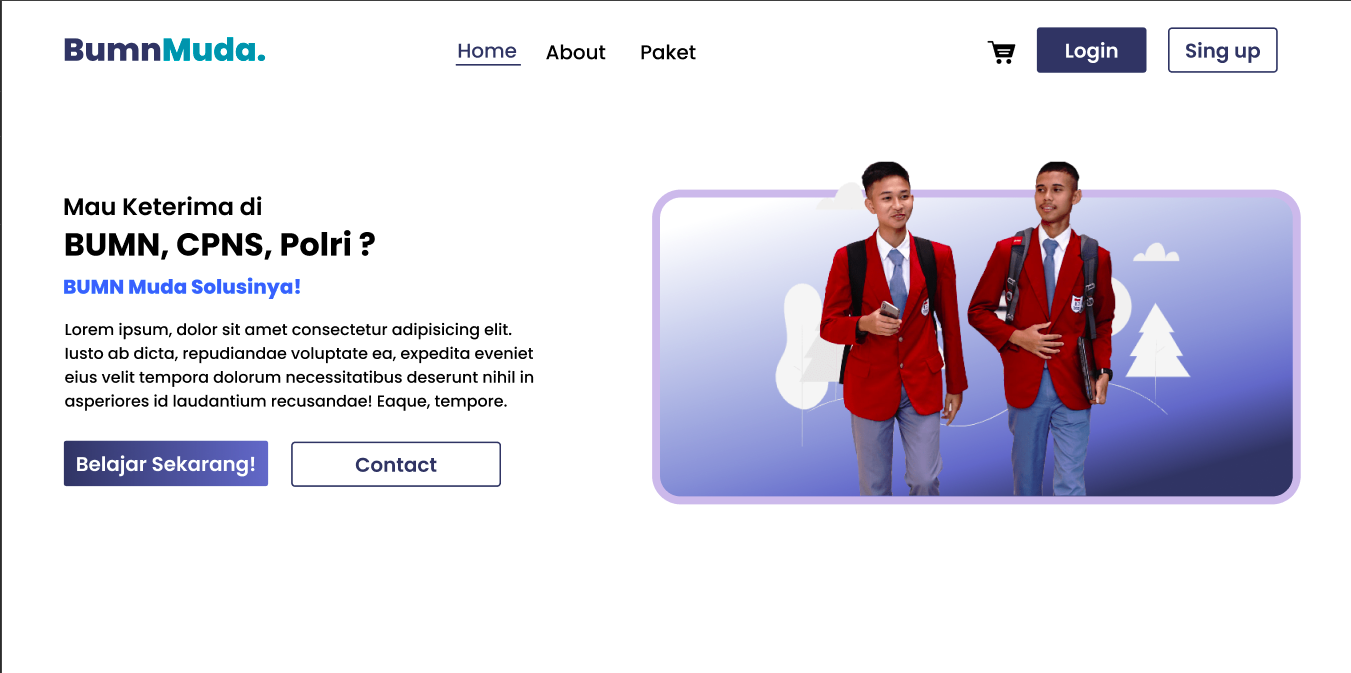 BumnMuda.
Home About Paket
Login
Sing up
Mau Keterima di
BUMN, CPNS, Polri ?
BUMN Muda Solusinya!
Lorem ipsum, dolor sit amet consectetur adipisicing elit.
Iusto ab dicta, repudiandae voluptate ea, expedita eveniet
eius velit tempora dolorum necessitatibus deserunt nihil in
asperiores id laudantium recusandae! Eaque, tempore.
Belajar Sekarang!
Contact